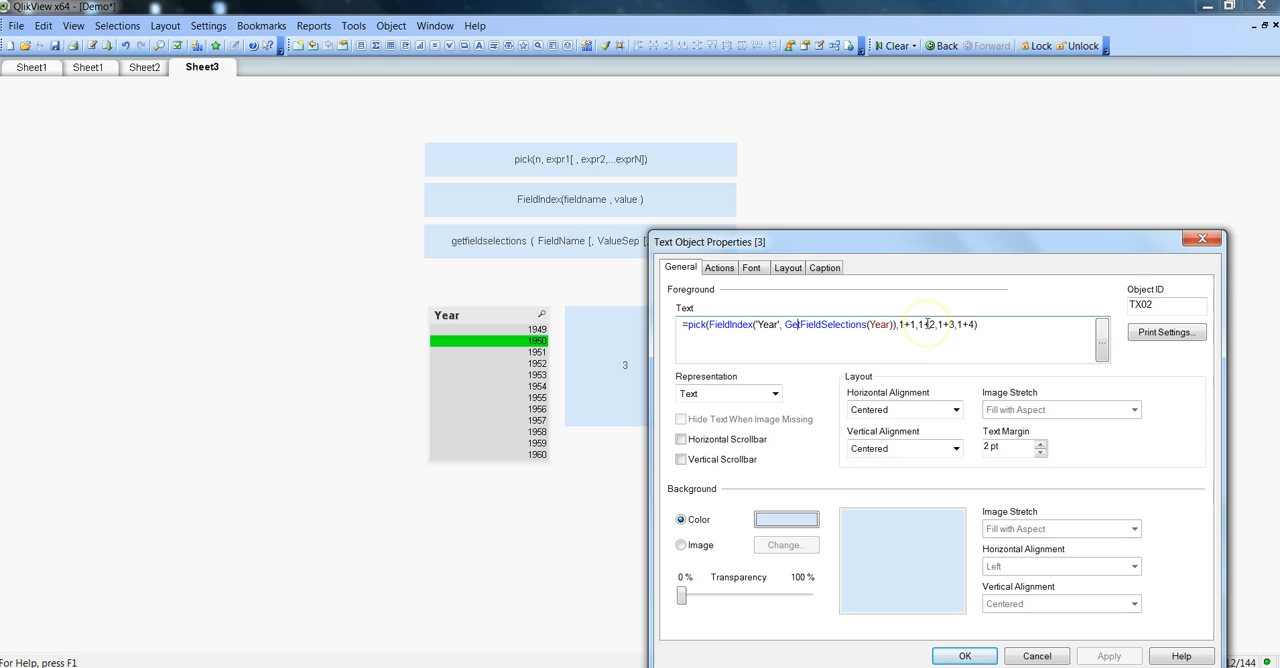 QlikView x64 - [Demo*]
File Edit View Selections Layout Settings Bookmarks Reports Tools Object Window Help
Clear Back Forward Lock Unlock
Sheet1 Sheet1 Sheet2 Sheet3
pick(n, expr1[ , expr2,...exprN])
FieldIndex(fieldname , value )
getfieldselections ( FieldName [, ValueSep [,
Text Object Properties [3]
General Actions Font Layout Caption
Foreground
Object ID
TX02
Text
=pick(FieldIndex('Year', GetFieldSelections(Year)),1+1,1+2,1+3,1+4)
...
Print Settings...
Year
1949
1950
1951
1952
1953
1954
1955
1956
1957
1958
1959
1960
3
Representation
Text
Hide Text When Image Missing
Horizontal Scrollbar
Vertical Scrollbar
Layout
Horizontal Alignment
Centered
Image Stretch
Fill with Aspect
Vertical Alignment
Centered
Text Margin
2 pt
Background
Color
Image
Change...
0 % Transparency 100 %
Image Stretch
Fill with Aspect
Horizontal Alignment
Left
Vertical Alignment
Centered
OK Cancel Apply Help
For Help, press F1
12/144